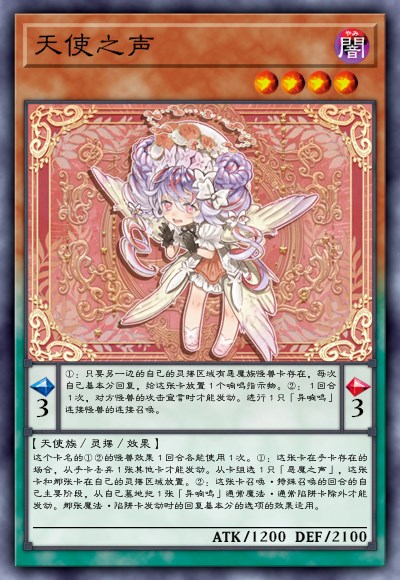 天使之声
やみ
闇
①：只要另一边的自己的灵摆区域有恶魔族怪兽卡存在，每次
自己基本分回复，给这张卡放置1个响鸣指示物。②：1回合
1次，对方怪兽的攻击宣言时才能发动。进行1只「异响鸣」
连接怪兽的连接召唤。
3
3
【天使族／灵摆／效果】
这个卡名的①②的怪兽效果1回合各能使用1次。①：这张卡在手卡存在的
场合，从手卡丢弃1张其他卡才能发动。从卡组选1只「恶魔之声」，这张
卡和那张卡在自己的灵摆区域放置。②：这张卡召唤·特殊召唤的回合的自
己主要阶段，从自己墓地把1张「异响鸣」通常魔法·通常陷阱卡除外才能
发动。那张魔法·陷阱卡发动时的回复基本分的选项的效果适用。
ATK/1200 DEF/2100